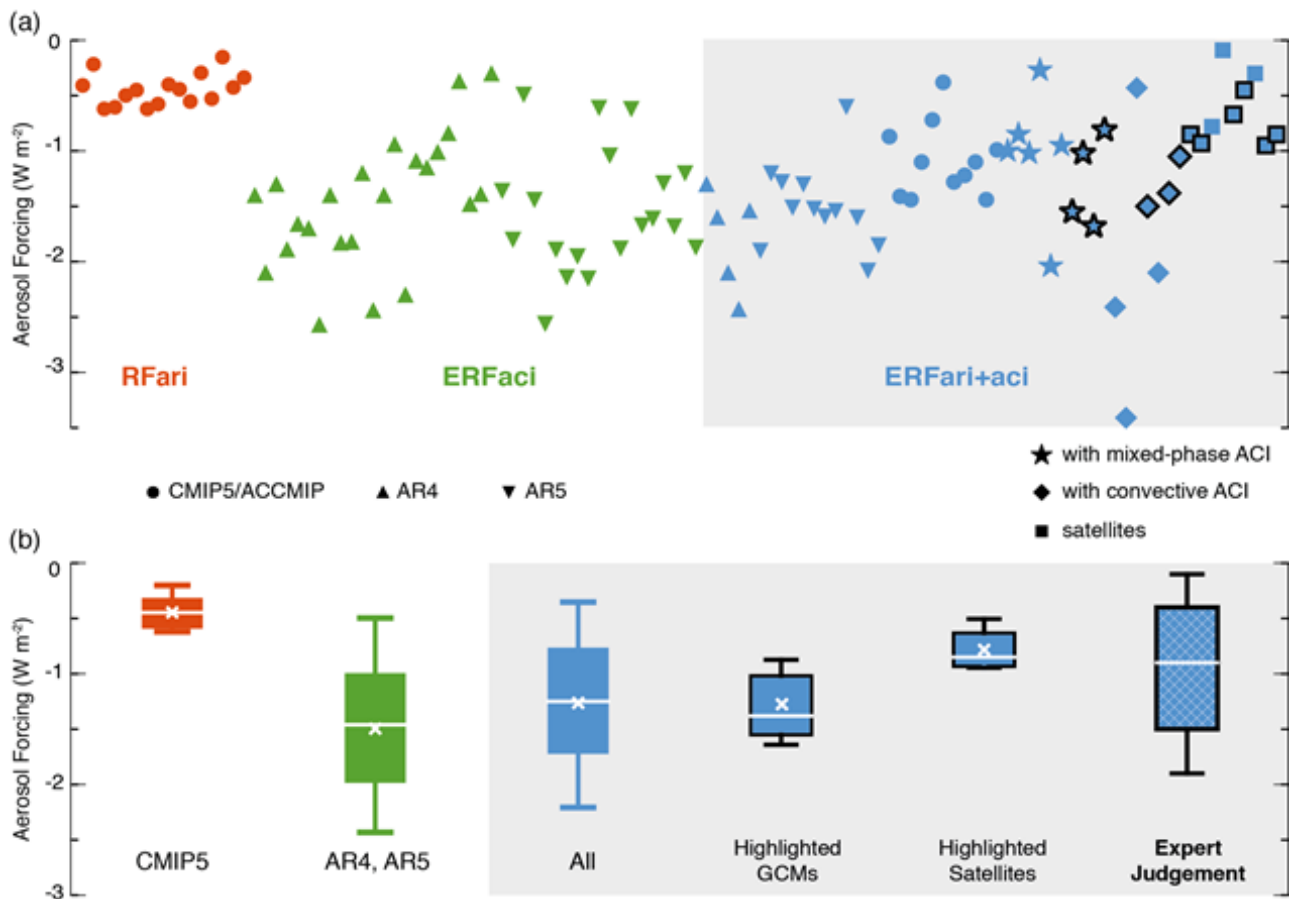 (a)
0
-1
-2
-3
Aerosol Forcing (W m⁻²)
RFari
ERFaci
ERFari+aci
with mixed-phase ACI
CMIP5/ACCMIP
AR4
AR5
with convective ACI
satellites
(b)
0
-1
-2
-3
Aerosol Forcing (W m⁻²)
CMIP5
AR4, AR5
All
Highlighted
GCMs
Highlighted
Satellites
Expert
Judgement